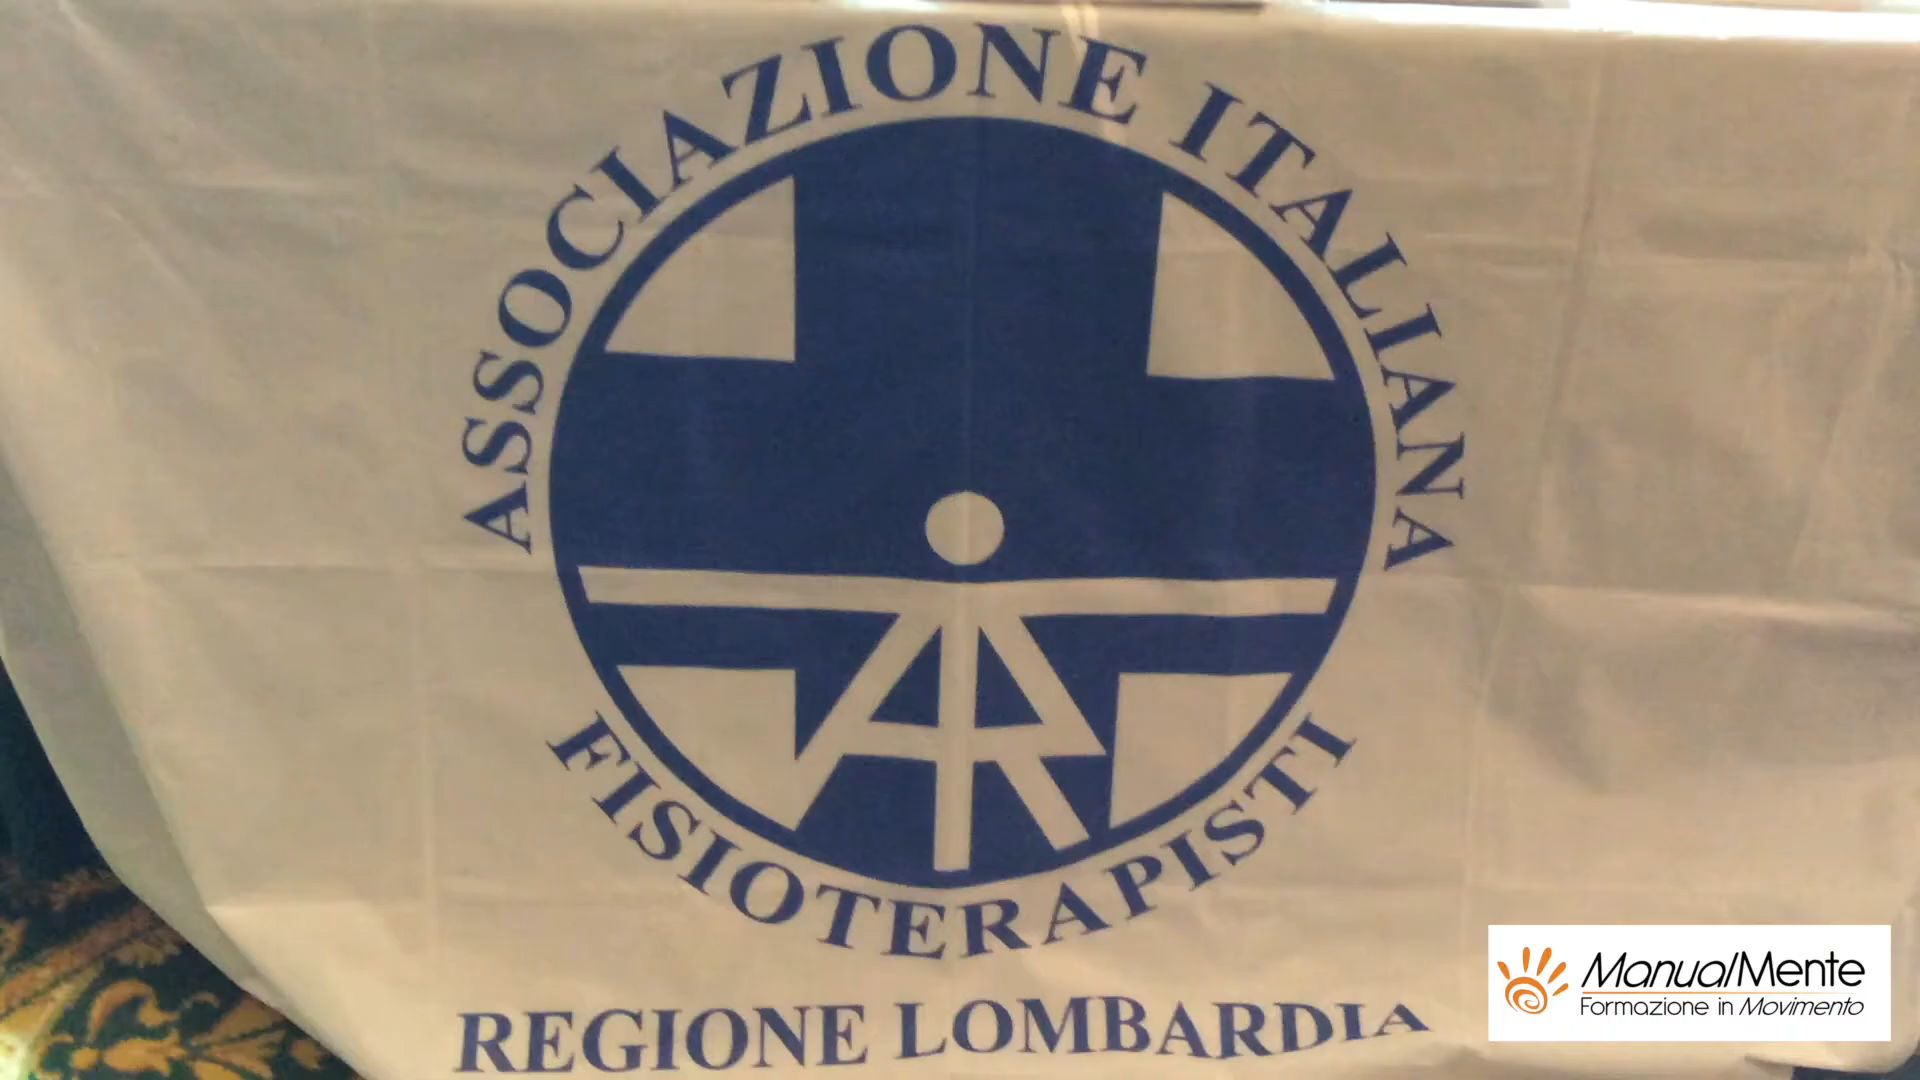 ASSOCIAZIONE ITALIANA
FISIOTERAPISTI
REGIONE LOMBARDIA
ManualMente
Formazione in Movimento